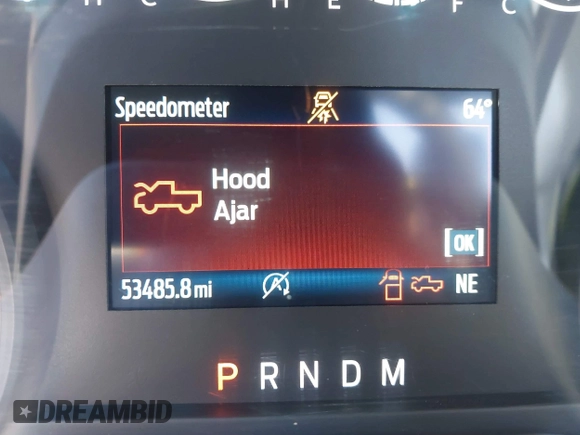 H C H E F C
Speedometer 64°
Hood
Ajar
[OK]
53485.8 mi A NE
P R N D M
DREAMBID